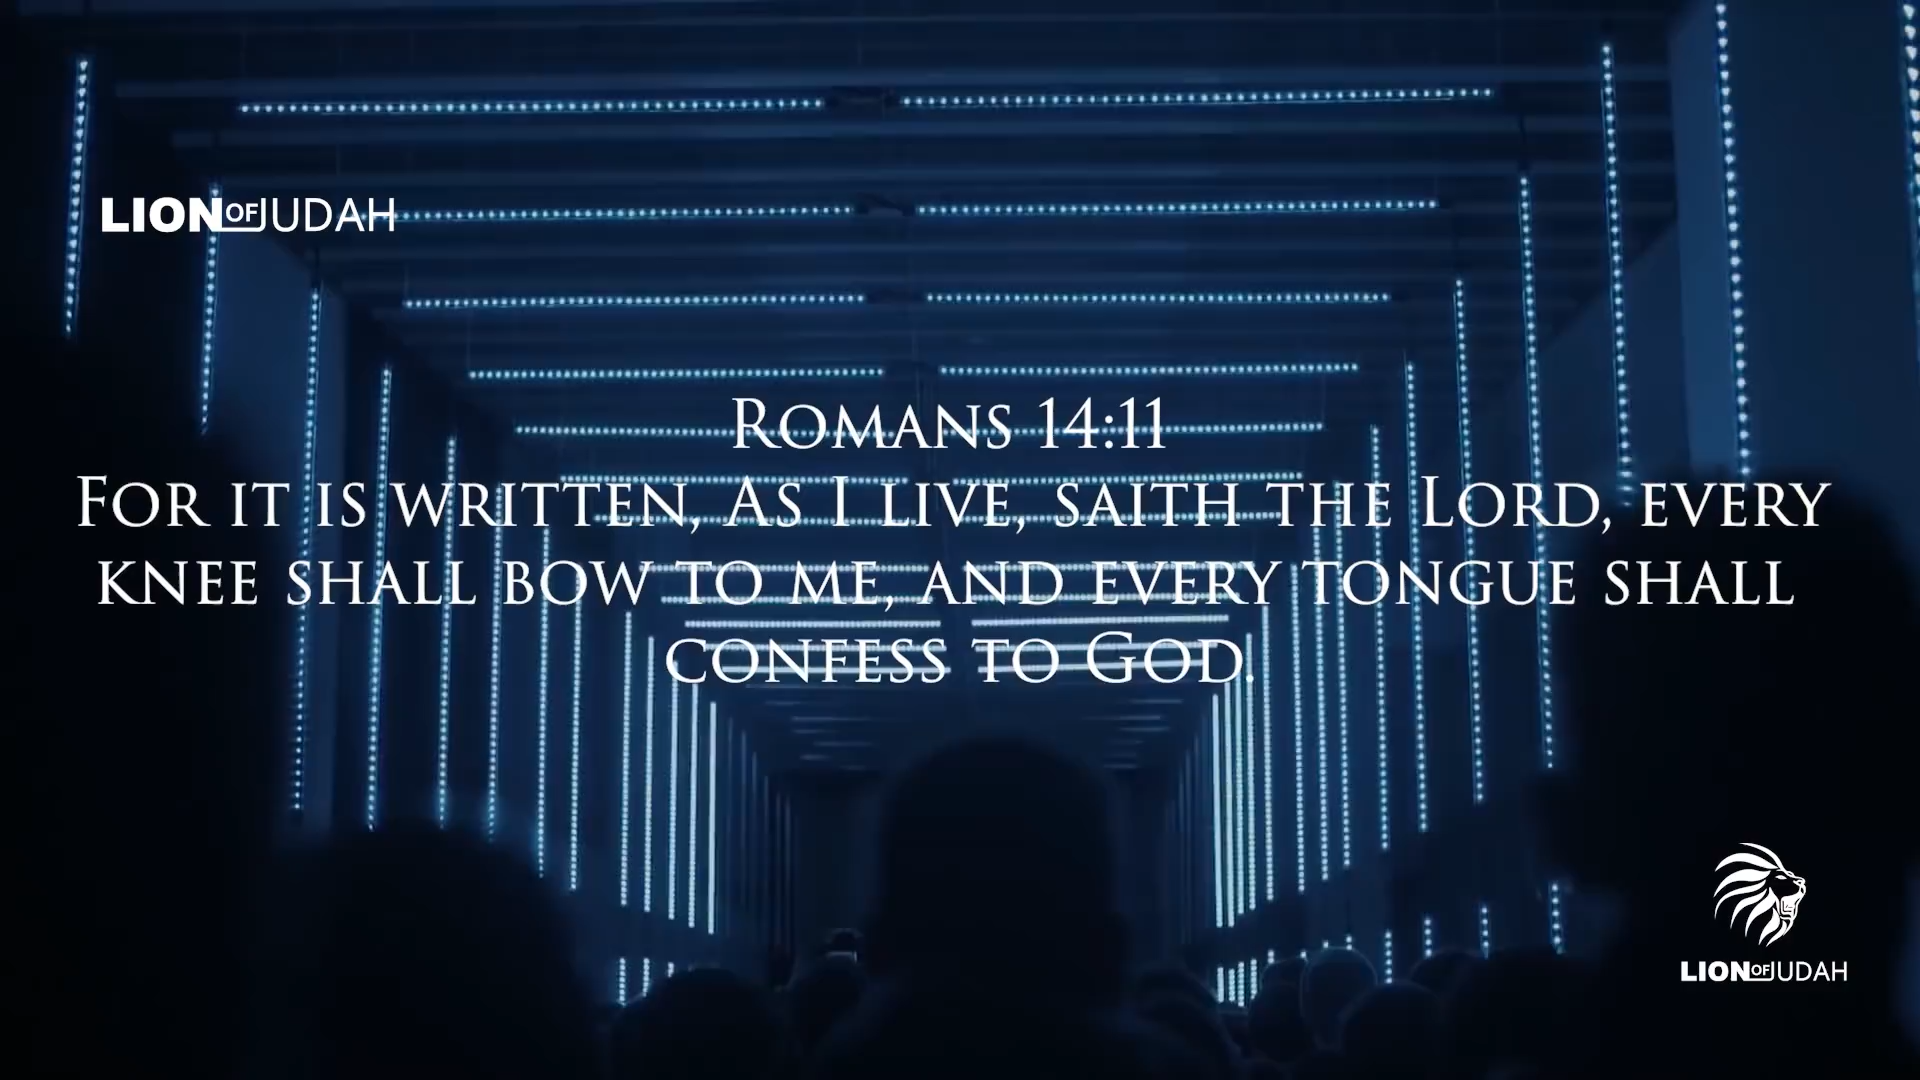 LION OF JUDAH
Romans 14:11
For it is written, As I live, saith the Lord, every
knee shall bow to me, and every tongue shall
confess to God.
LION OF JUDAH